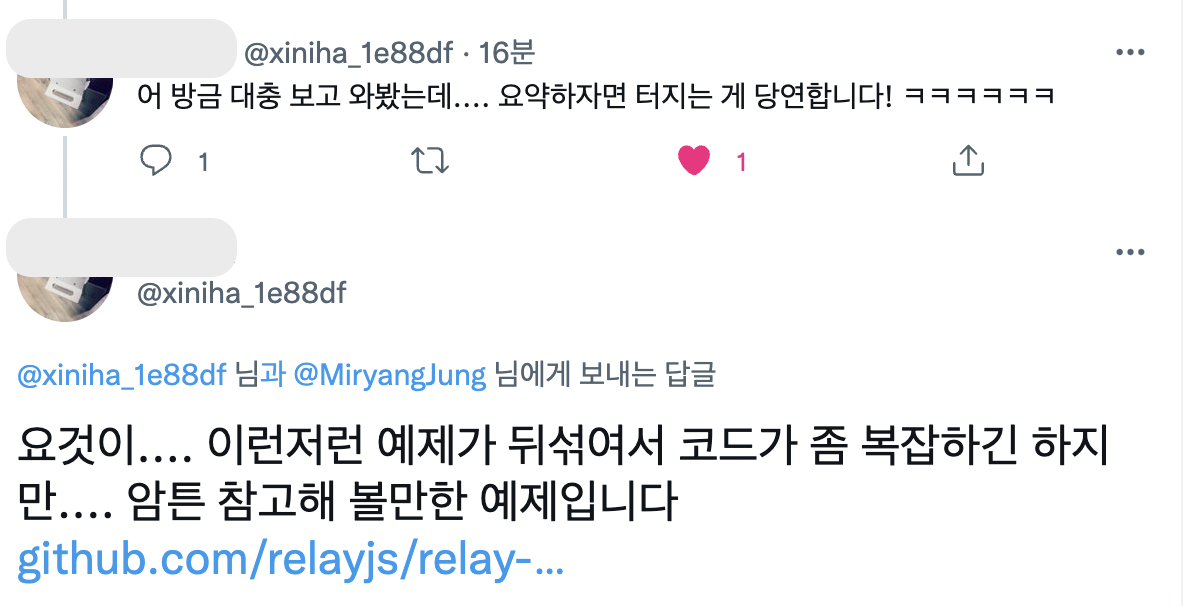 @xiniha_1e88df · 16분
어 방금 대충 보고 와봤는데.... 요약하자면 터지는 게 당연합니다! ㅋㅋㅋㅋㅋㅋ
1 1
@xiniha_1e88df
@xiniha_1e88df 님과 @MiryangJung 님에게 보내는 답글
요것이.... 이런저런 예제가 뒤섞여서 코드가 좀 복잡하긴 하지
만.... 암튼 참고해 볼만한 예제입니다
github.com/relayjs/relay-...